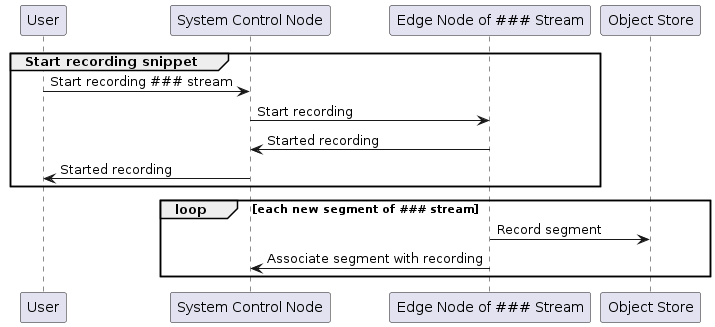 User
System Control Node
Edge Node of ### Stream
Object Store
Start recording snippet
Start recording ### stream
Start recording
Started recording
Started recording
loop [each new segment of ### stream]
Record segment
Associate segment with recording
User
System Control Node
Edge Node of ### Stream
Object Store